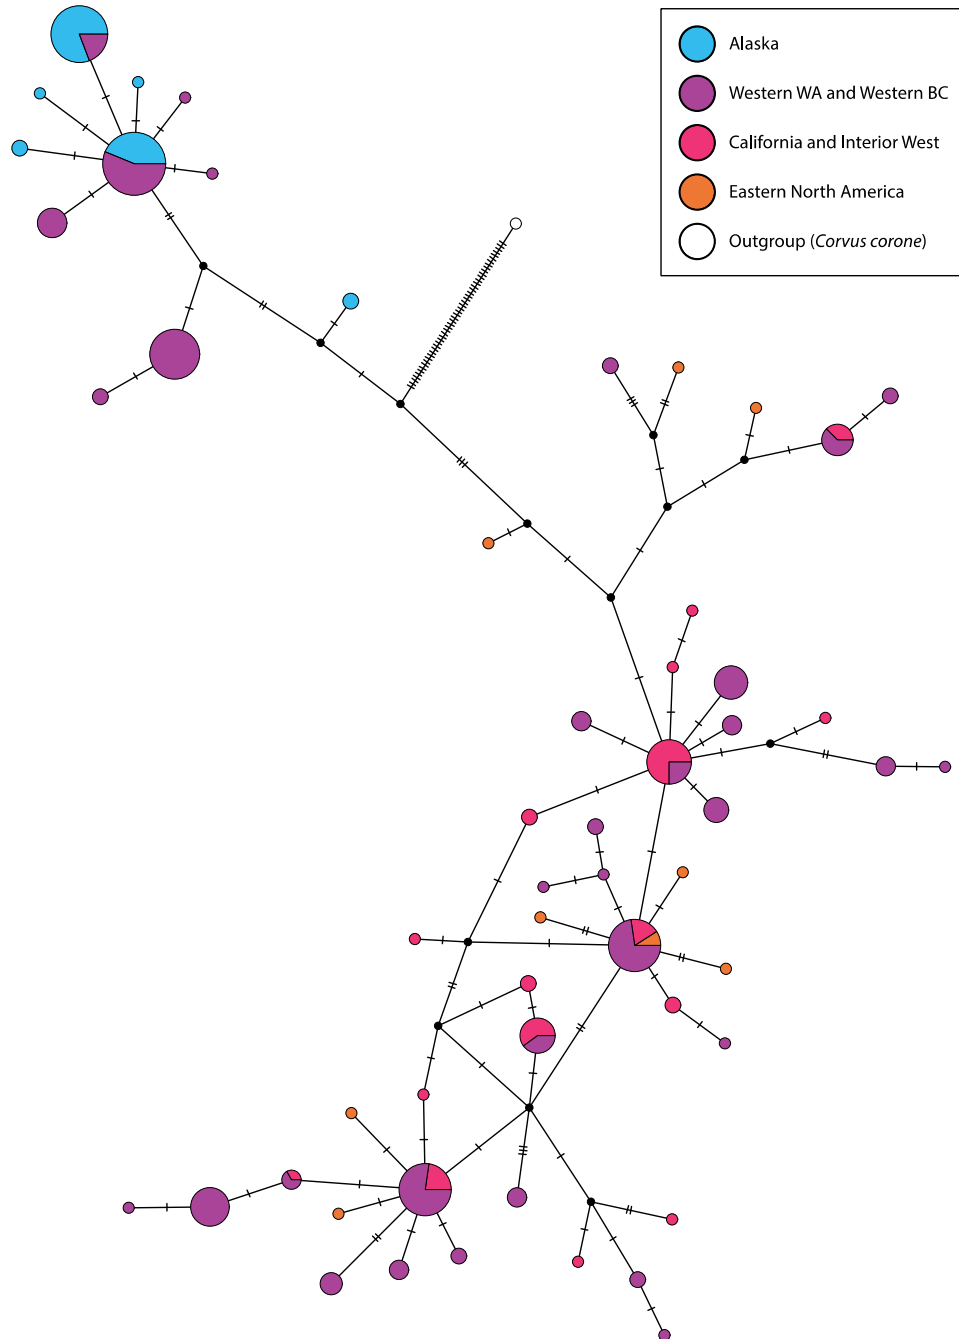 Alaska
Western WA and Western BC
California and Interior West
Eastern North America
Outgroup (Corvus corone)